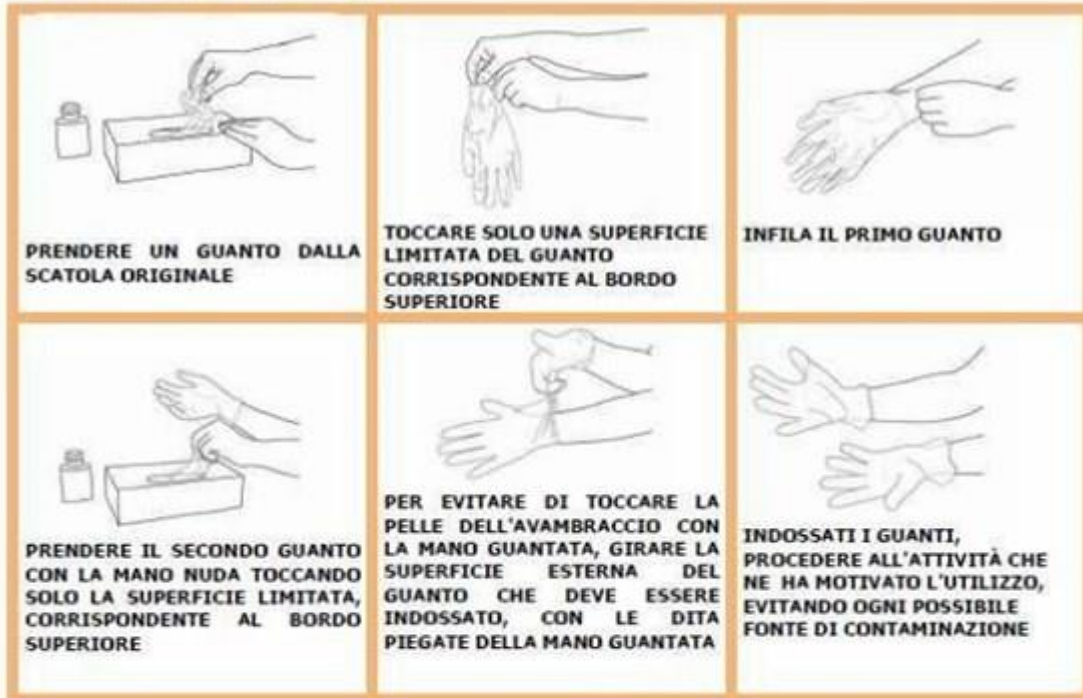 PRENDERE UN GUANTO DALLA
SCATOLA ORIGINALE
TOCCARE SOLO UNA SUPERFICIE
LIMITATA DEL GUANTO
CORRISPONDENTE AL BORDO
SUPERIORE
INFILA IL PRIMO GUANTO
PRENDERE IL SECONDO GUANTO
CON LA MANO NUDA TOCCANDO
SOLO LA SUPERFICIE LIMITATA,
CORRISPONDENTE AL BORDO
SUPERIORE
PER EVITARE DI TOCCARE LA
PELLE DELL'AVAMBRACCIO CON
LA MANO GUANTATA, GIRARE LA
SUPERFICIE ESTERNA DEL
GUANTO CHE DEVE ESSERE
INDOSSATO, CON LE DITA
PIEGATE DELLA MANO GUANTATA
INDOSSATI I GUANTI,
PROCEDERE ALL'ATTIVITÀ CHE
NE HA MOTIVATO L'UTILIZZO,
EVITANDO OGNI POSSIBILE
FONTE DI CONTAMINAZIONE